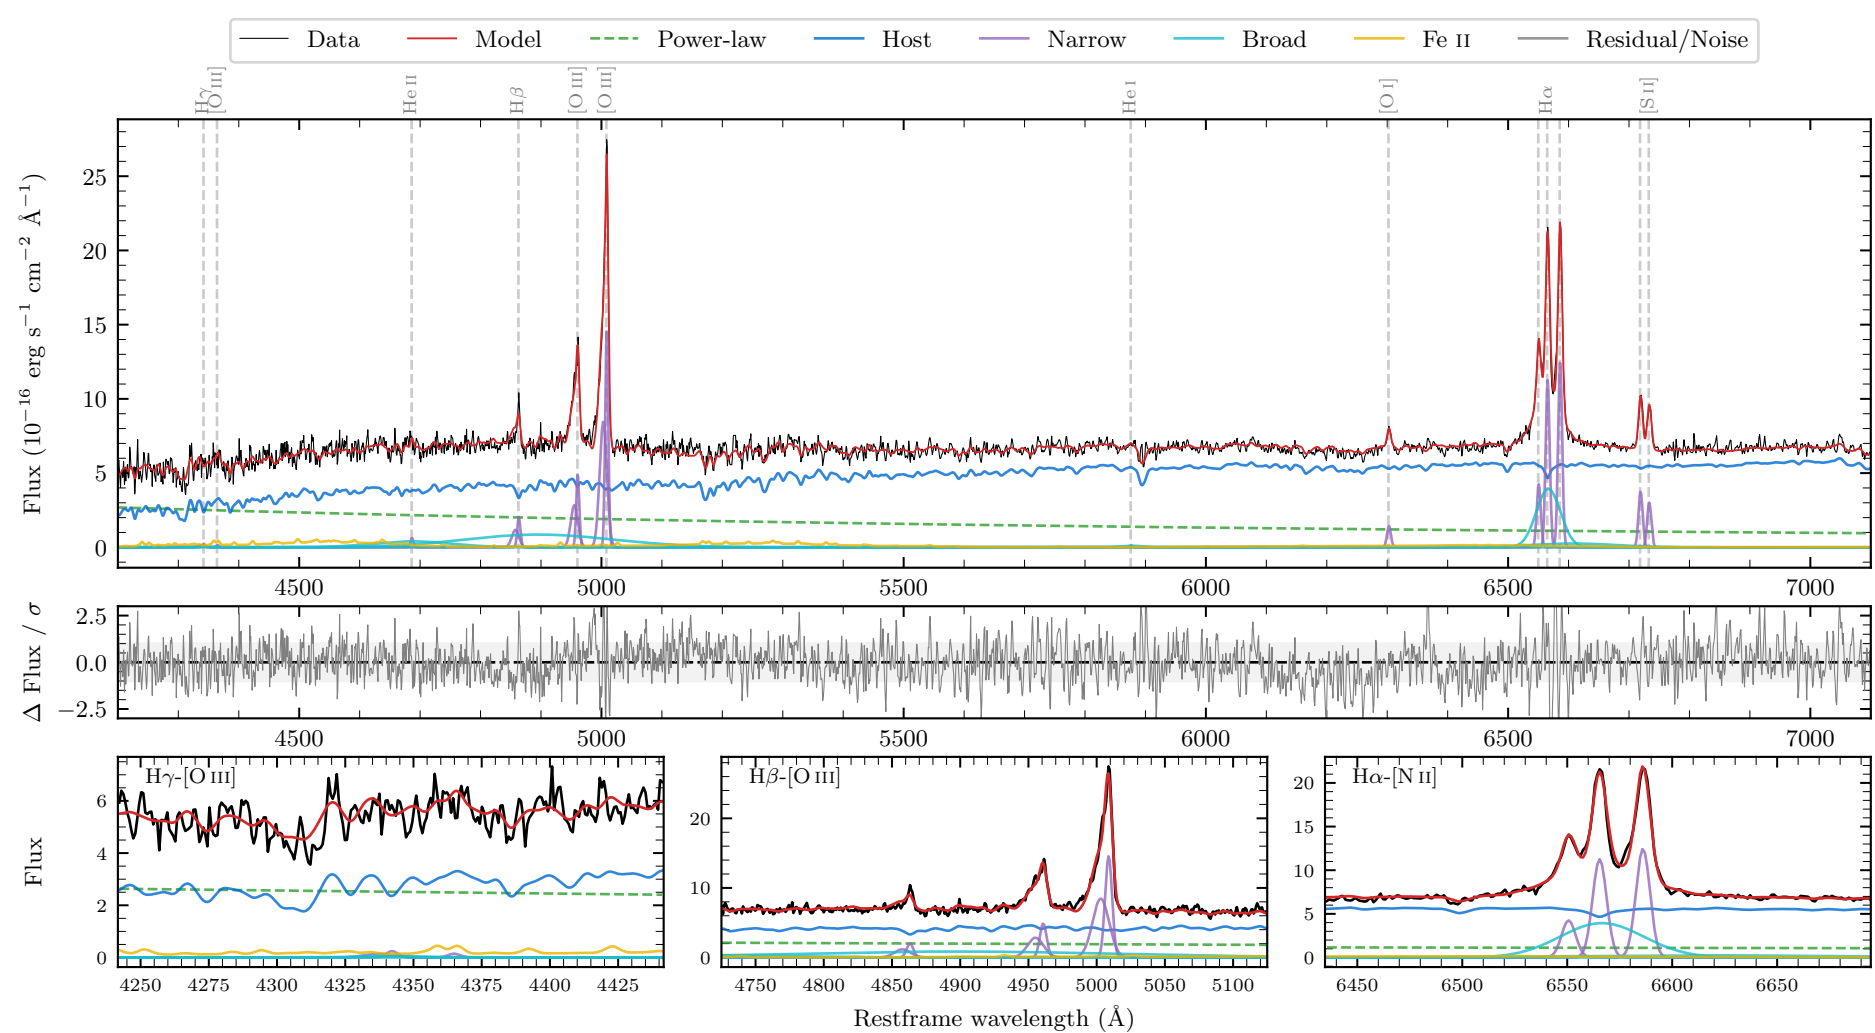 Data Model Power-law Host Narrow Broad Fe II Residual/Noise
Hγ [O III] He II Hβ [O III] [O III] He I [O I] Hα [S II]
Flux (10⁻¹⁶ erg s⁻¹ cm⁻² Å⁻¹)
25
20
15
10
5
0
4500 5000 5500 6000 6500 7000
Δ Flux / σ
2.5
0.0
−2.5
4500 5000 5500 6000 6500 7000
Flux
Hγ-[O III]
6
4
2
0
4250 4275 4300 4325 4350 4375 4400 4425
Hβ-[O III]
20
10
0
4750 4800 4850 4900 4950 5000 5050 5100
Hα-[N II]
20
15
10
5
0
6450 6500 6550 6600 6650
Restframe wavelength (Å)